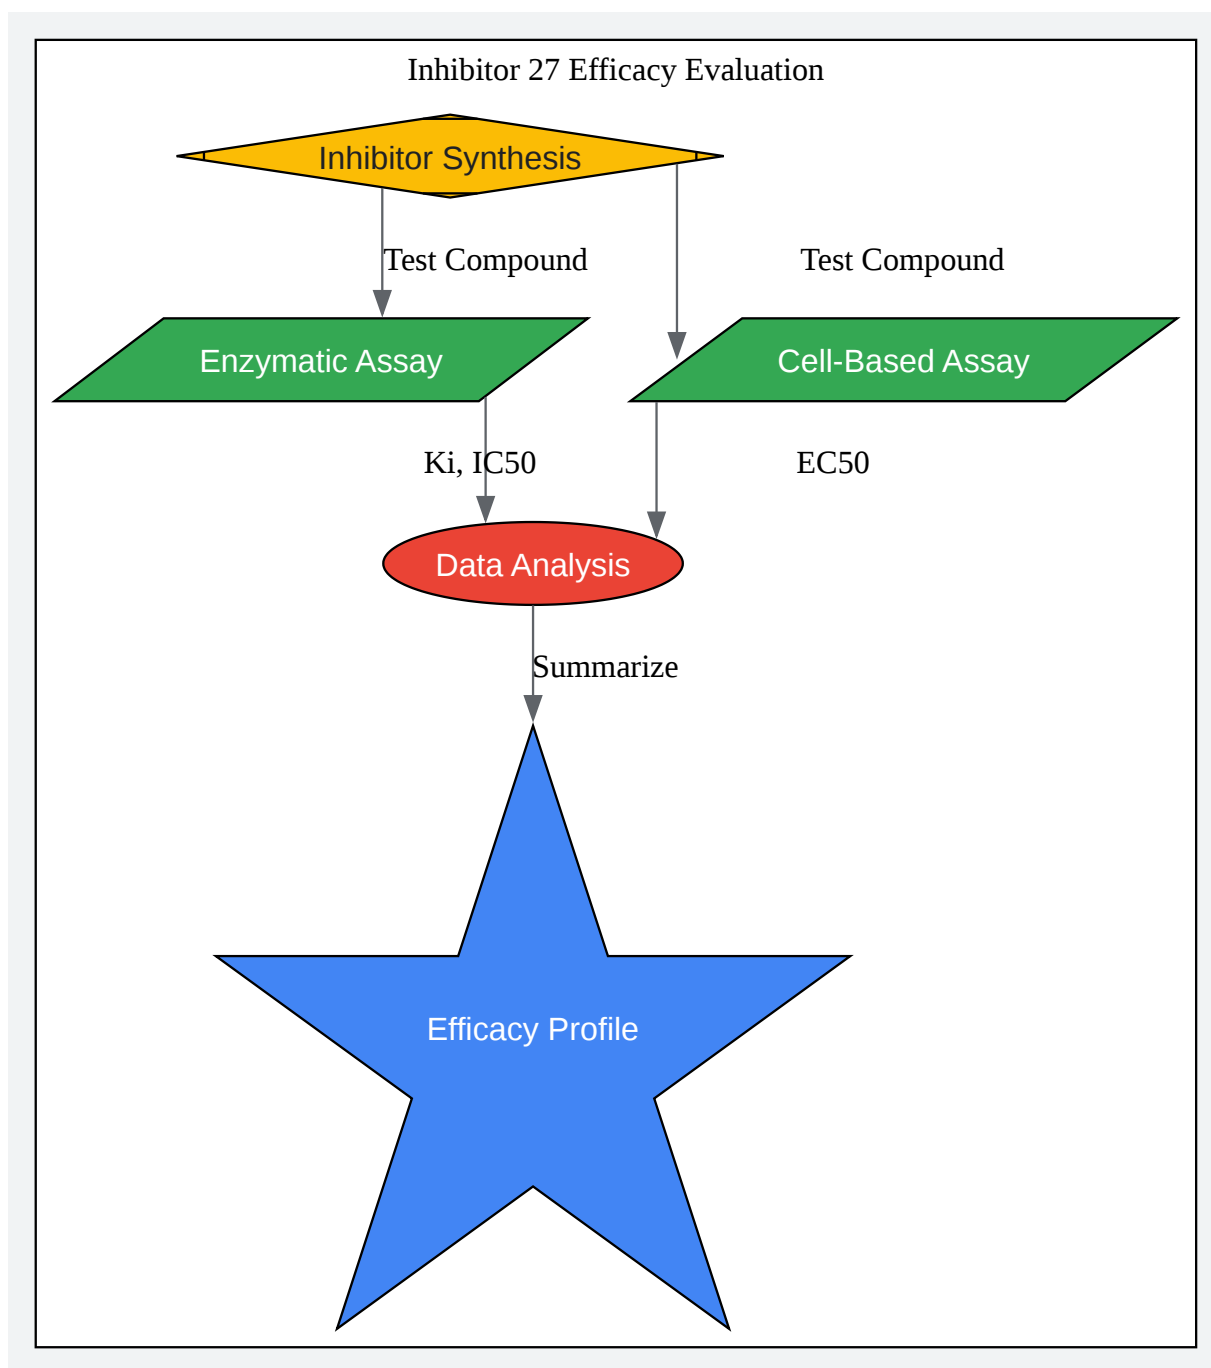 Inhibitor 27 Efficacy Evaluation
Inhibitor Synthesis
Test Compound
Test Compound
Enzymatic Assay
Cell-Based Assay
Ki, IC50
EC50
Data Analysis
Summarize
Efficacy Profile